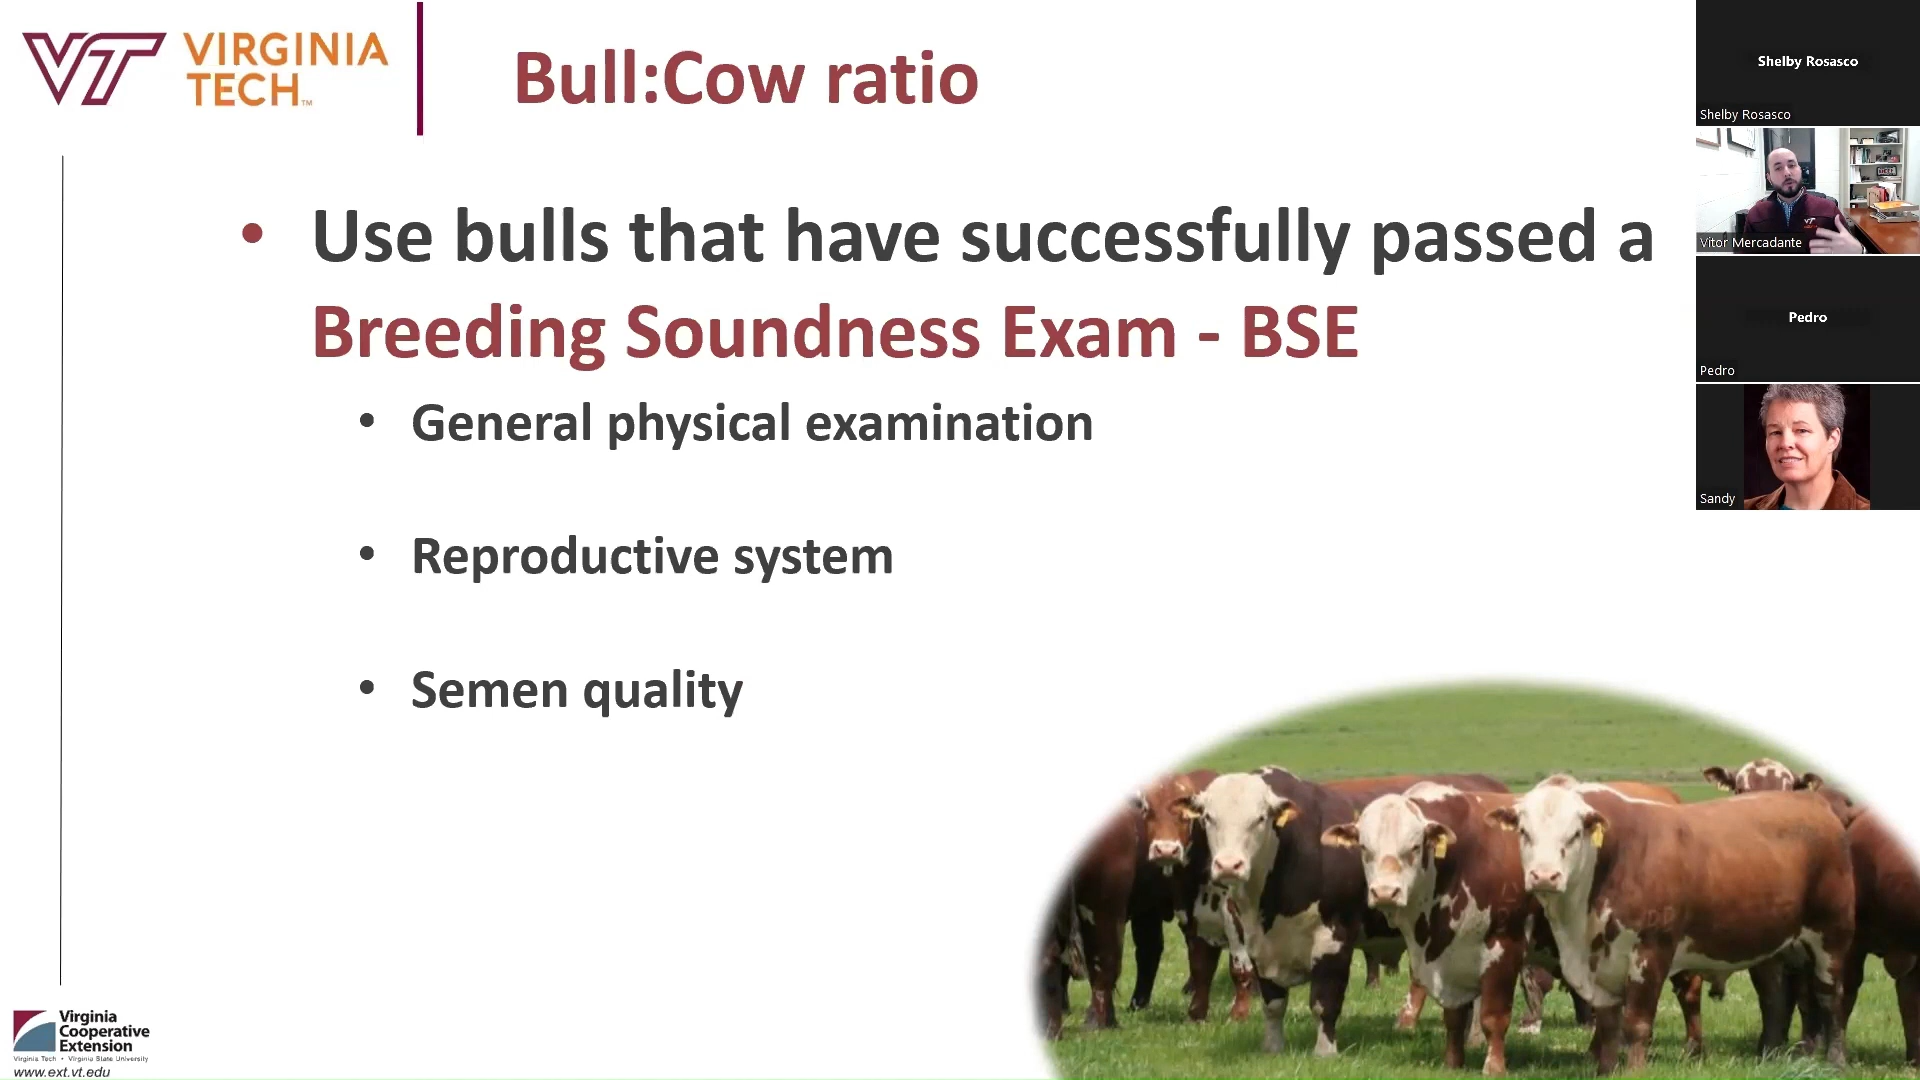 VT VIRGINIA
TECH™
Bull:Cow ratio
• Use bulls that have successfully passed a
Breeding Soundness Exam - BSE
• General physical examination
• Reproductive system
• Semen quality
Virginia
Cooperative
Extension
Virginia Tech • Virginia State University
www.ext.vt.edu
Shelby Rosasco
Shelby Rosasco
Vitor Mercadante
Pedro
Pedro
Sandy